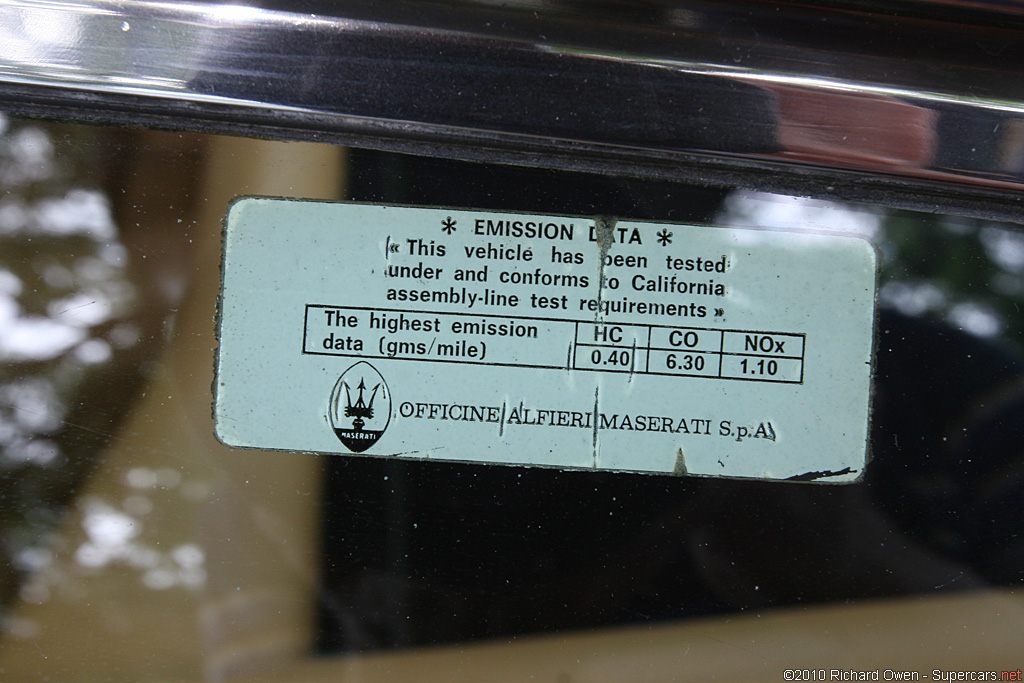 * EMISSION DATA *
« This vehicle has been tested
under and conforms to California
assembly-line test requirements »
The highest emission
data (gms/mile)
HC CO NOx
0.40 6.30 1.10
MASERATI
OFFICINE ALFIERI MASERATI S.p.A.
©2010 Richard Owen - Supercars.net